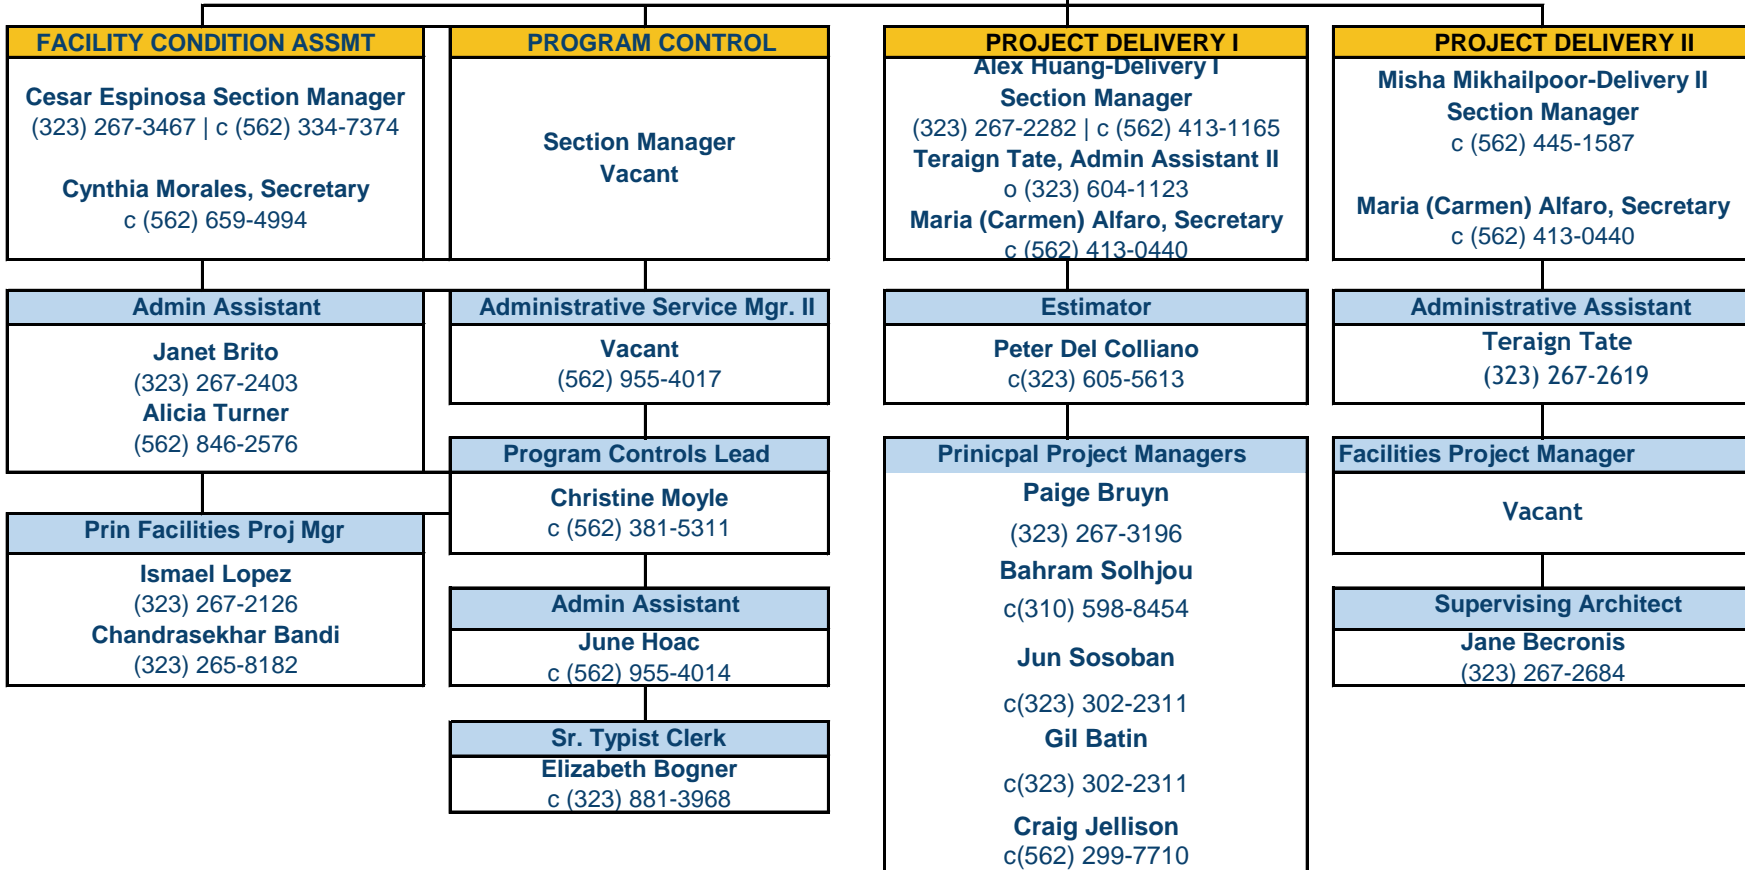 FACILITY CONDITION ASSMT
Cesar Espinosa Section Manager
(323) 267-3467 | c (562) 334-7374
Cynthia Morales, Secretary
c (562) 659-4994
Admin Assistant
Janet Brito
(323) 267-2403
Alicia Turner
(562) 846-2576
Prin Facilities Proj Mgr
Ismael Lopez
(323) 267-2126
Chandrasekhar Bandi
(323) 265-8182
PROGRAM CONTROL
Section Manager
Vacant
Administrative Service Mgr. II
Vacant
(562) 955-4017
Program Controls Lead
Christine Moyle
c (562) 381-5311
Admin Assistant
June Hoac
c (562) 955-4014
Sr. Typist Clerk
Elizabeth Bogner
c (323) 881-3968
PROJECT DELIVERY I
Alex Huang-Delivery I
Section Manager
(323) 267-2282 | c (562) 413-1165
Teraign Tate, Admin Assistant II
o (323) 604-1123
Maria (Carmen) Alfaro, Secretary
c (562) 413-0440
Estimator
Peter Del Colliano
c(323) 605-5613
Prinicpal Project Managers
Paige Bruyn
(323) 267-3196
Bahram Solhjou
c(310) 598-8454
Jun Sosoban
c(323) 302-2311
Gil Batin
c(323) 302-2311
Craig Jellison
c(562) 299-7710
PROJECT DELIVERY II
Misha Mikhailpoor-Delivery II
Section Manager
c (562) 445-1587
Maria (Carmen) Alfaro, Secretary
c (562) 413-0440
Administrative Assistant
Teraign Tate
(323) 267-2619
Facilities Project Manager
Vacant
Supervising Architect
Jane Becronis
(323) 267-2684